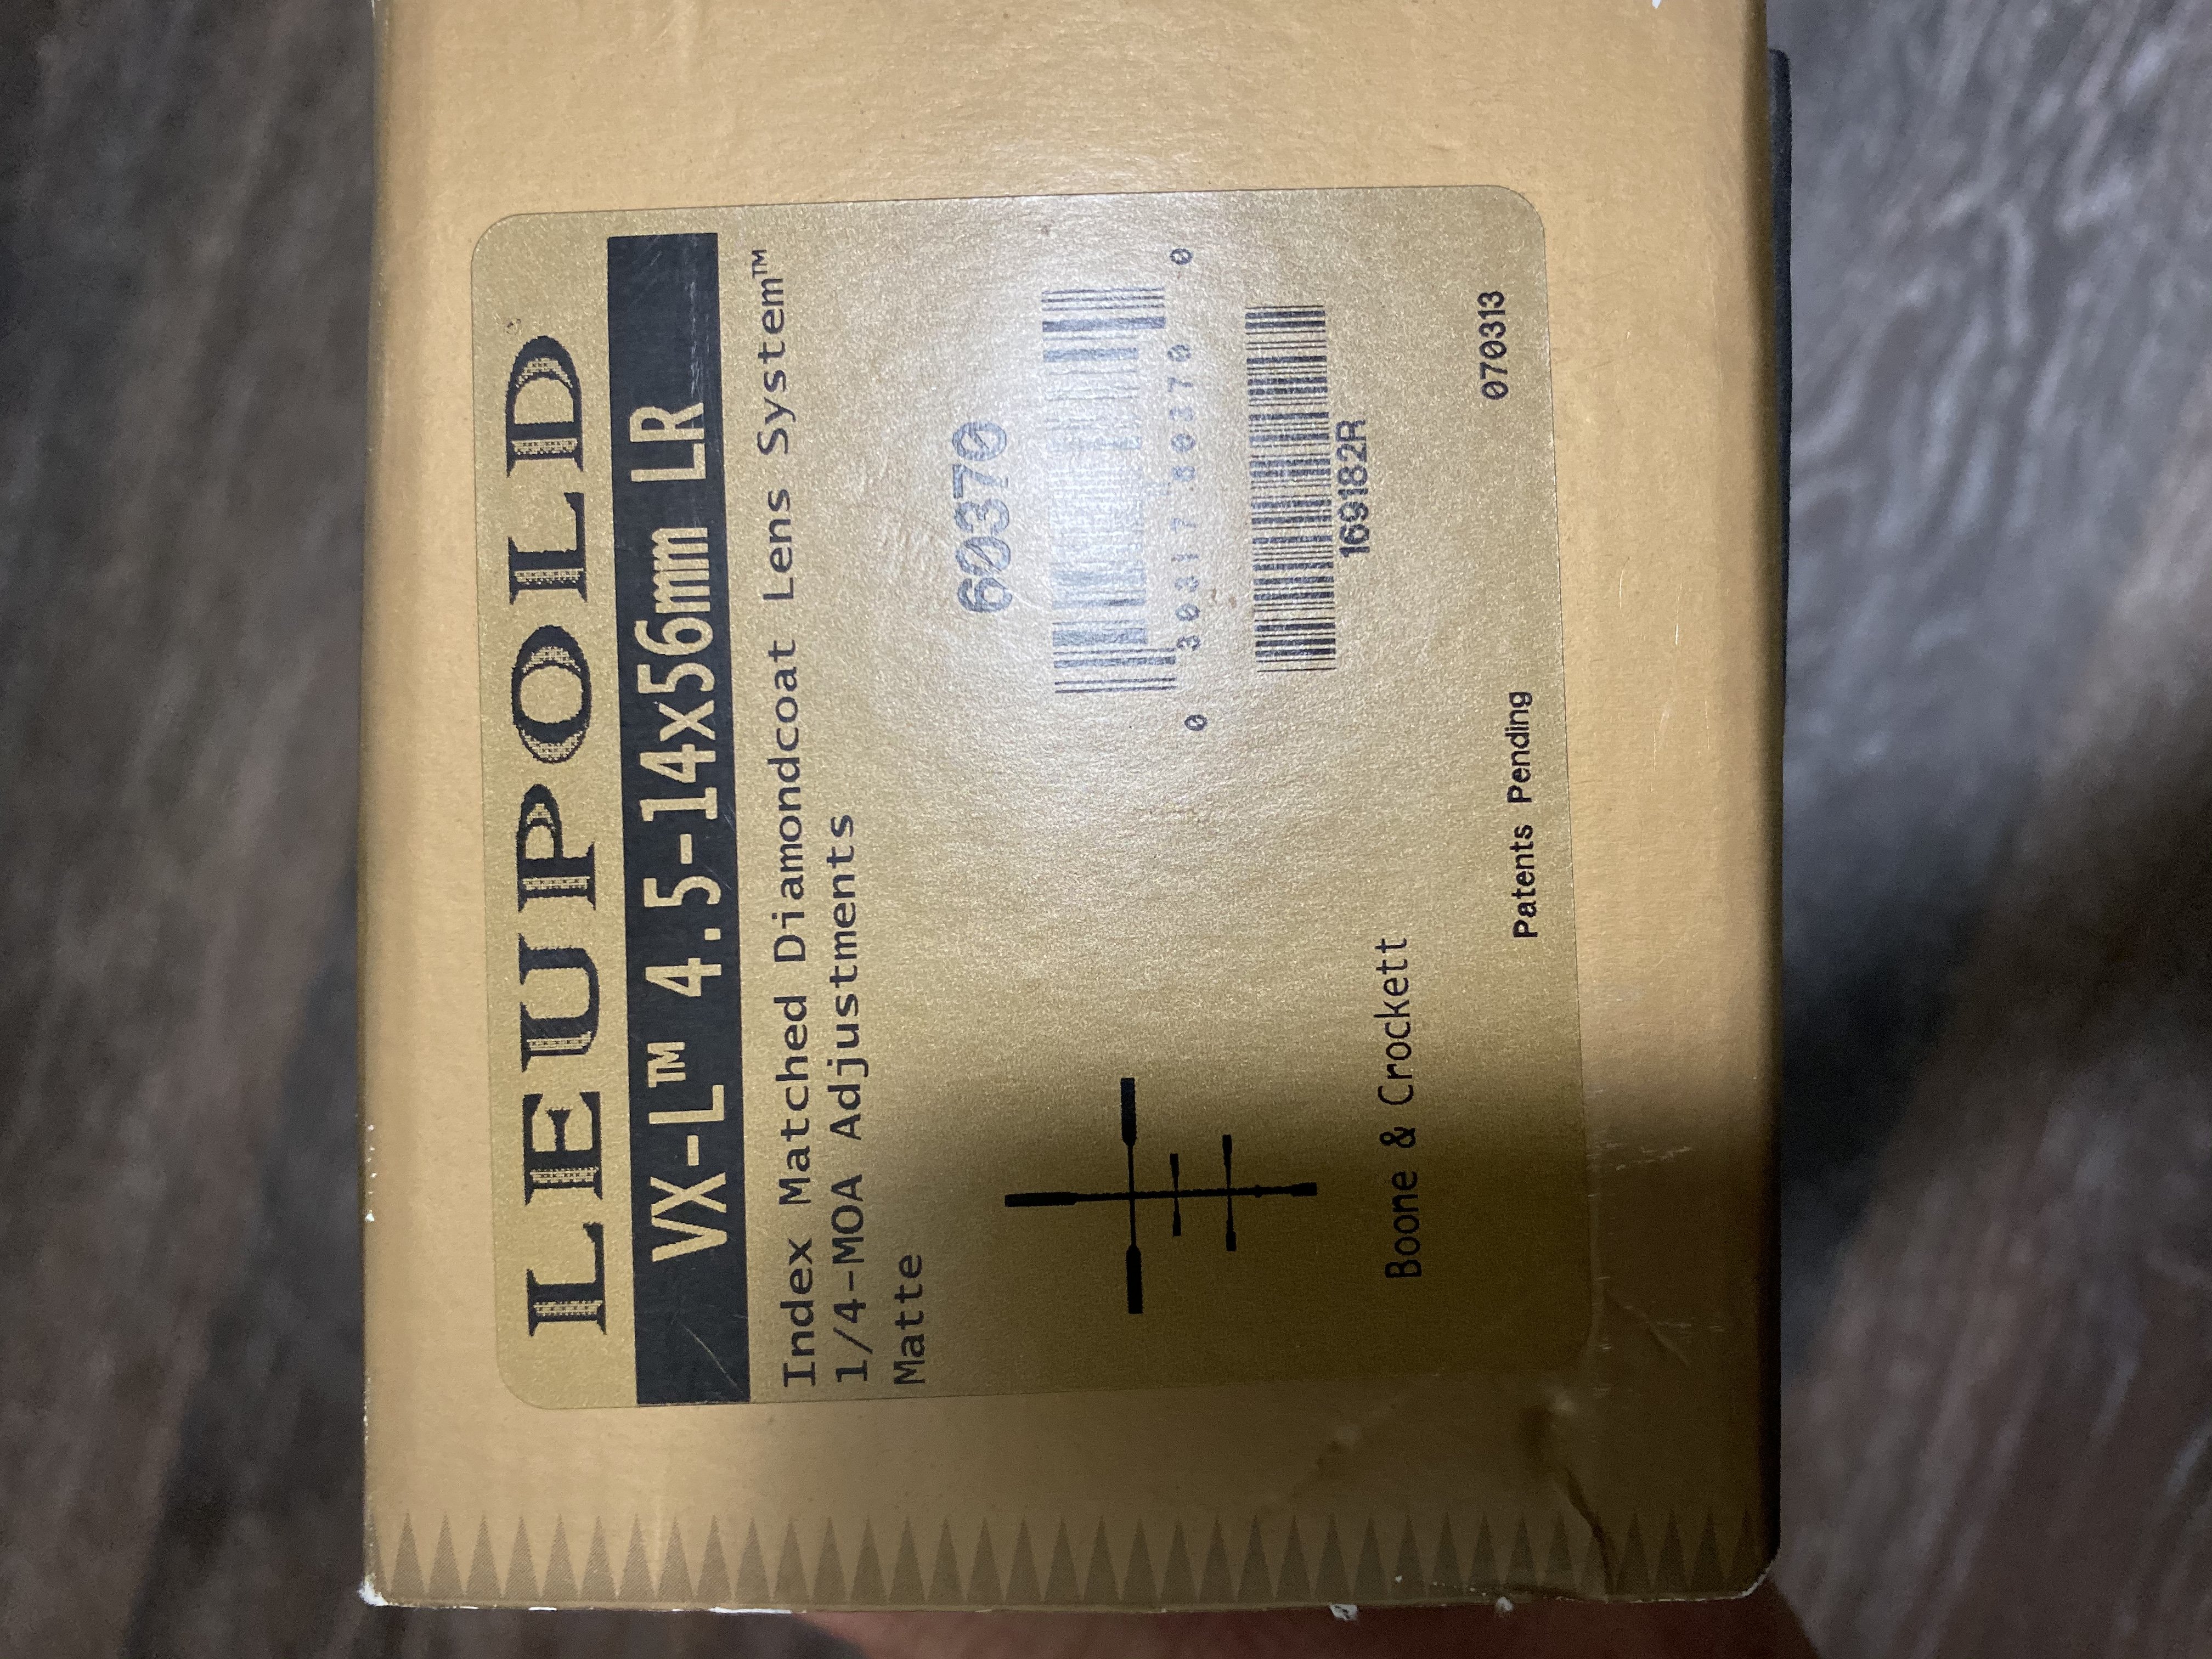 LEUPOLD
VX-L™ 4.5-14x56mm LR
Index Matched Diamondcoat Lens System™
1/4-MOA Adjustments
Matte
60370
0 30317 60370 0
169182R
Boone & Crockett
Patents Pending
070313